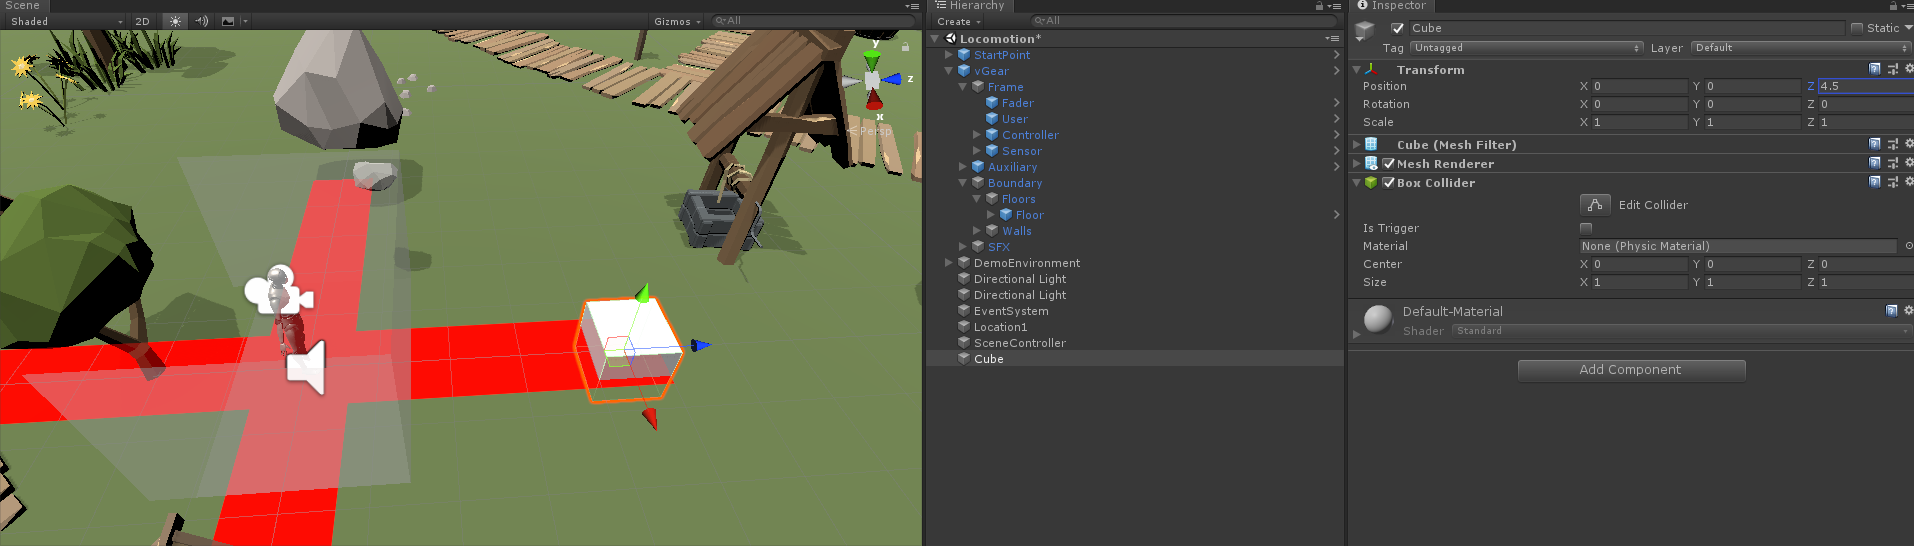 Scene
Shaded
2D
Gizmos
All
y
z
x
Persp
Hierarchy
Create
All
Locomotion*
StartPoint
vGear
Frame
Fader
User
Controller
Sensor
Auxiliary
Boundary
Floors
Floor
Walls
SFX
DemoEnvironment
Directional Light
Directional Light
EventSystem
Location1
SceneController
Cube
Inspector
Cube
Static
Tag Untagged Layer Default
Transform
Position X 0 Y 0 Z 4.5
Rotation X 0 Y 0 Z 0
Scale X 1 Y 1 Z 1
Cube (Mesh Filter)
Mesh Renderer
Box Collider
Edit Collider
Is Trigger
Material None (Physic Material)
Center X 0 Y 0 Z 0
Size X 1 Y 1 Z 1
Default-Material
Shader Standard
Add Component